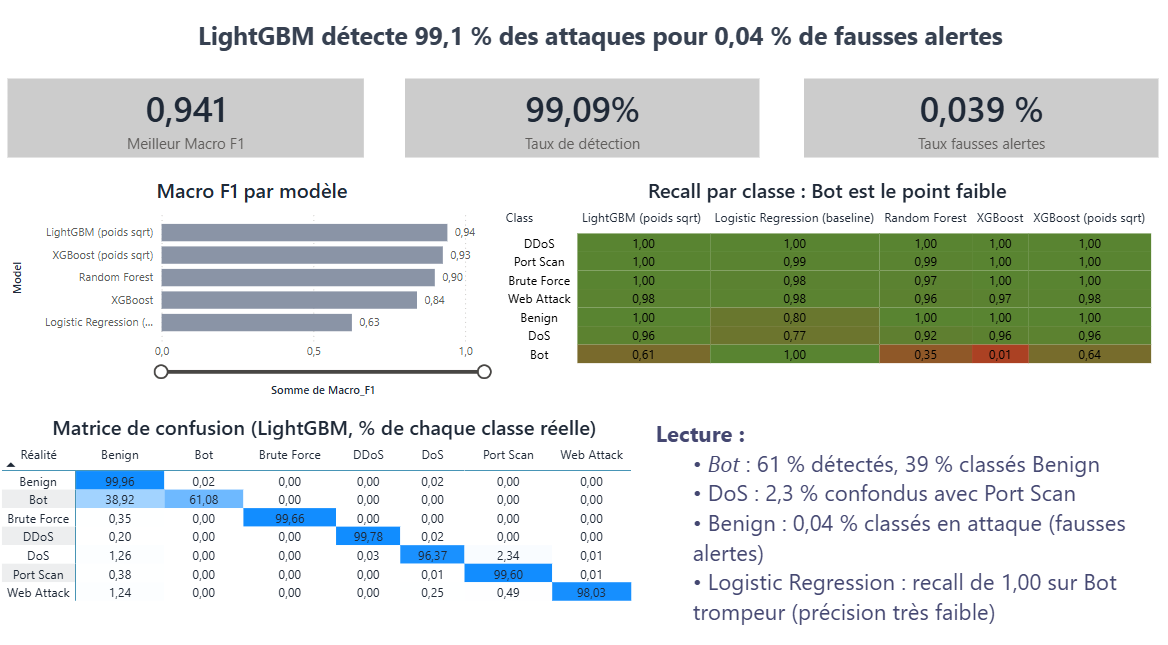 LightGBM détecte 99,1 % des attaques pour 0,04 % de fausses alertes
0,941
Meilleur Macro F1
99,09%
Taux de détection
0,039 %
Taux fausses alertes
Macro F1 par modèle
Model
LightGBM (poids sqrt) 0,94
XGBoost (poids sqrt) 0,93
Random Forest 0,90
XGBoost 0,84
Logistic Regression (... 0,63
0,0 0,5 1,0
Somme de Macro_F1
Recall par classe : Bot est le point faible
Class LightGBM (poids sqrt) Logistic Regression (baseline) Random Forest XGBoost XGBoost (poids sqrt)
DDoS 1,00 1,00 1,00 1,00 1,00
Port Scan 1,00 0,99 0,99 1,00 1,00
Brute Force 1,00 0,98 0,97 1,00 1,00
Web Attack 0,98 0,98 0,96 0,97 0,98
Benign 1,00 0,80 1,00 1,00 1,00
DoS 0,96 0,77 0,92 0,96 0,96
Bot 0,61 1,00 0,35 0,01 0,64
Matrice de confusion (LightGBM, % de chaque classe réelle)
Réalité Benign Bot Brute Force DDoS DoS Port Scan Web Attack
Benign 99,96 0,02 0,00 0,00 0,02 0,00 0,00
Bot 38,92 61,08 0,00 0,00 0,00 0,00 0,00
Brute Force 0,35 0,00 99,66 0,00 0,00 0,00 0,00
DDoS 0,20 0,00 0,00 99,78 0,02 0,00 0,00
DoS 1,26 0,00 0,00 0,03 96,37 2,34 0,01
Port Scan 0,38 0,00 0,00 0,00 0,01 99,60 0,01
Web Attack 1,24 0,00 0,00 0,00 0,25 0,49 98,03
Lecture :
• Bot : 61 % détectés, 39 % classés Benign
• DoS : 2,3 % confondus avec Port Scan
• Benign : 0,04 % classés en attaque (fausses
alertes)
• Logistic Regression : recall de 1,00 sur Bot
trompeur (précision très faible)